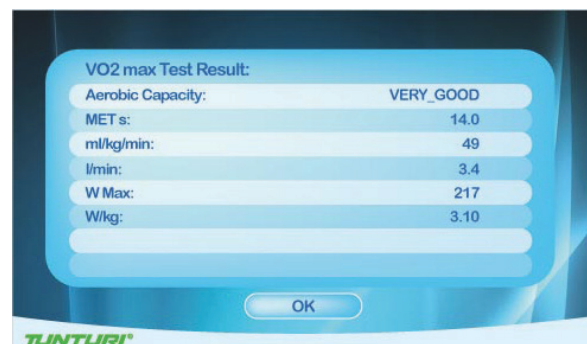 VO2 max Test Result:
Aerobic Capacity: VERY_GOOD
MET s: 14.0
ml/kg/min: 49
l/min: 3.4
W Max: 217
W/kg: 3.10
OK
TUNTURI®